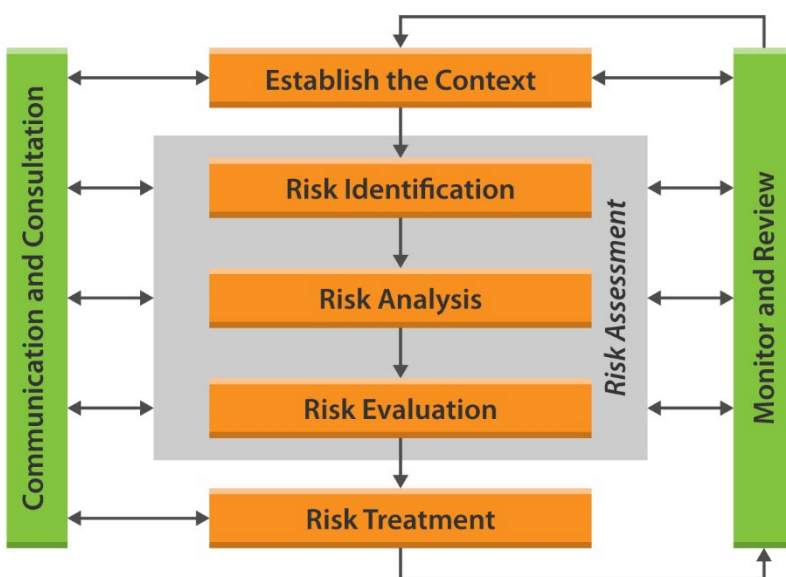 Establish the Context
Communication and Consultation
Risk Identification
Risk Analysis
Risk Evaluation
Risk Assessment
Risk Treatment
Monitor and Review